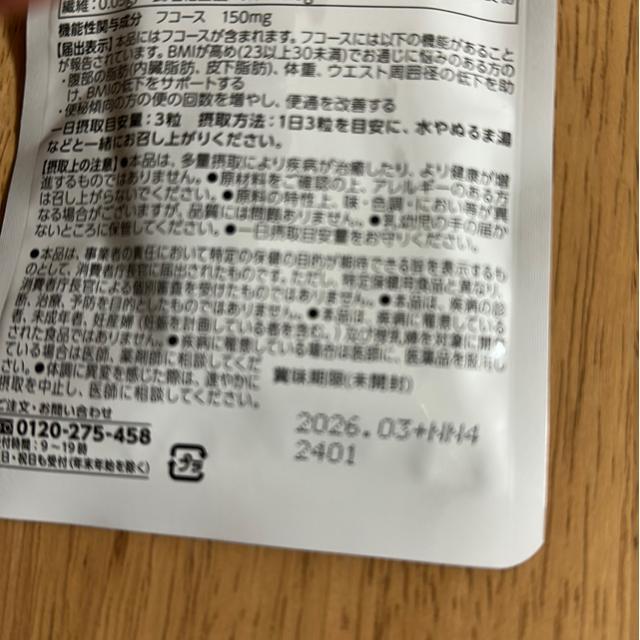 繊維:0.03g
機能性関与成分 フコース 150mg
【届出表示】本品にはフコースが含まれます。フコースには以下の機能があること
が報告されています。BMIが高め(23以上30未満)でお通じに悩みのある方の
・腹部の脂肪(内臓脂肪、皮下脂肪)、体重、ウエスト周囲径の低下を助
け、BMIの低下をサポートする
・便秘傾向の方の便の回数を増やし、便通を改善する
一日摂取目安量:3粒 摂取方法:1日3粒を目安に、水やぬるま湯
などと一緒にお召し上がりください。
【摂取上の注意】●本品は、多量摂取により疾病が治癒したり、より健康が増
進するものではありません。●原材料をご確認の上、アレルギーのある方
は召し上がらないでください。●原料の特性上、味・色調・におい等が異
なる場合がございますが、品質には問題ありません。●乳幼児の手の届か
ないところに保管してください。●一日摂取目安量をお守りください。
●本品は、事業者の責任において特定の保健の目的が期待できる旨を表示するも
のとして、消費者庁長官に届出されたものです。ただし、特定保健用食品と異なり、
消費者庁長官による個別審査を受けたものではありません。●本品は、疾病の診
断、治療、予防を目的としたものではありません。●本品は、疾病に罹患している
者、未成年者、妊産婦(妊娠を計画している者を含む。)及び授乳婦を対象に開発
された食品ではありません。●疾病に罹患している場合は医師に、医薬品を服用し
ている場合は医師、薬剤師に相談してくだ
●体調に異変を感じた際は、速やかに
摂取を中止し、医師に相談してください。
賞味期限(未開封)
2026.03+HH4
2401
ご注文・お問い合わせ
0120-275-458
受付時間:9〜19時
日・祝日も受付(年末年始を除く)
プラ